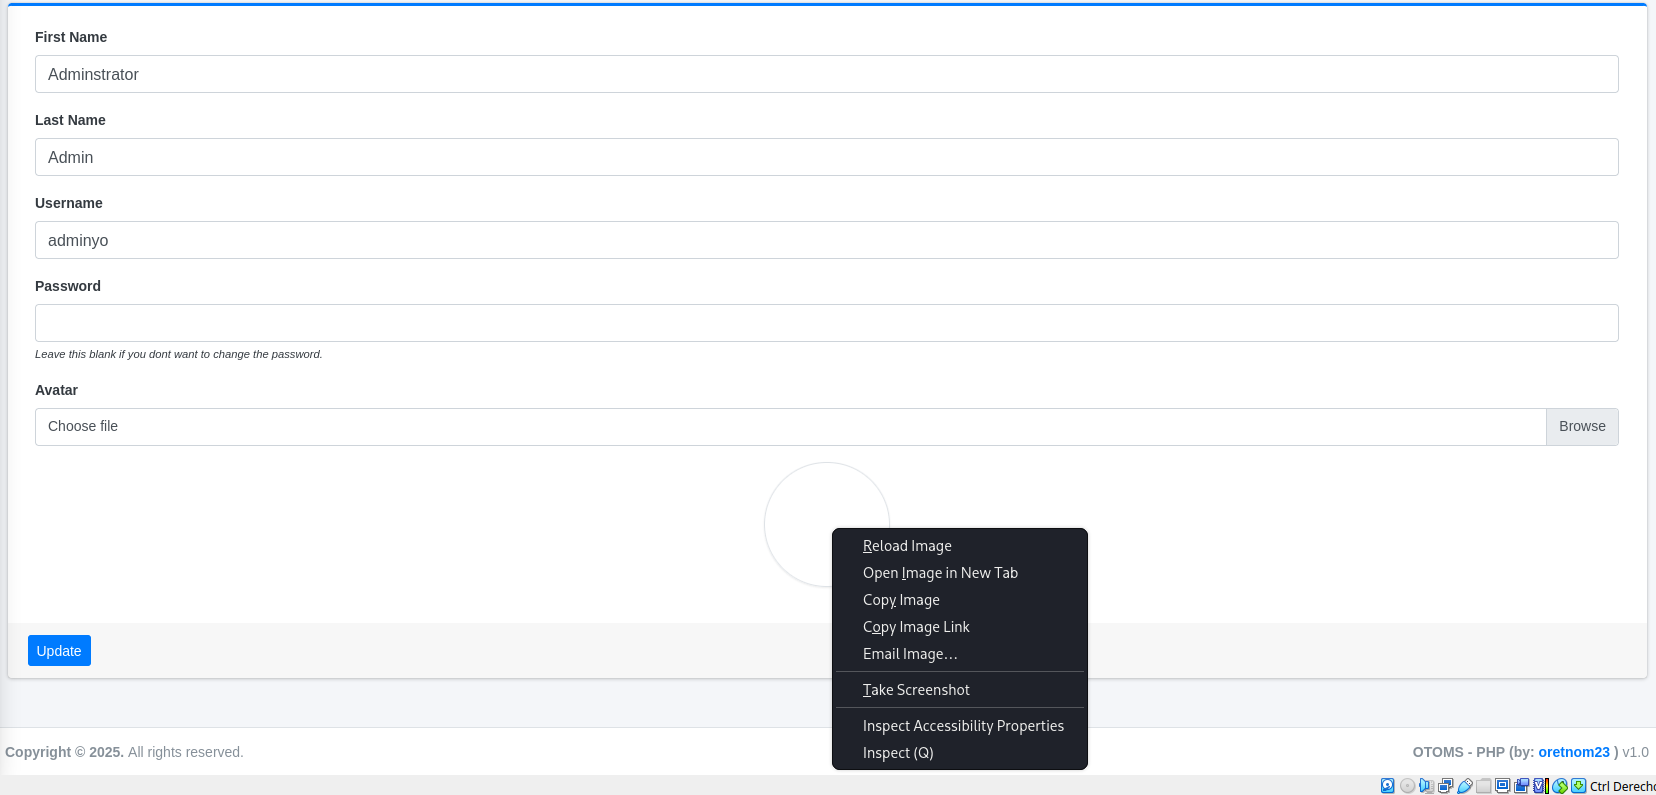 First Name
Adminstrator
Last Name
Admin
Username
adminyo
Password
Leave this blank if you dont want to change the password.
Avatar
Choose file
Browse
Reload Image
Open Image in New Tab
Copy Image
Copy Image Link
Email Image...
Take Screenshot
Inspect Accessibility Properties
Inspect (Q)
Update
Copyright © 2025. All rights reserved.
OTOMS - PHP (by: oretnom23 ) v1.0
Ctrl Derecho